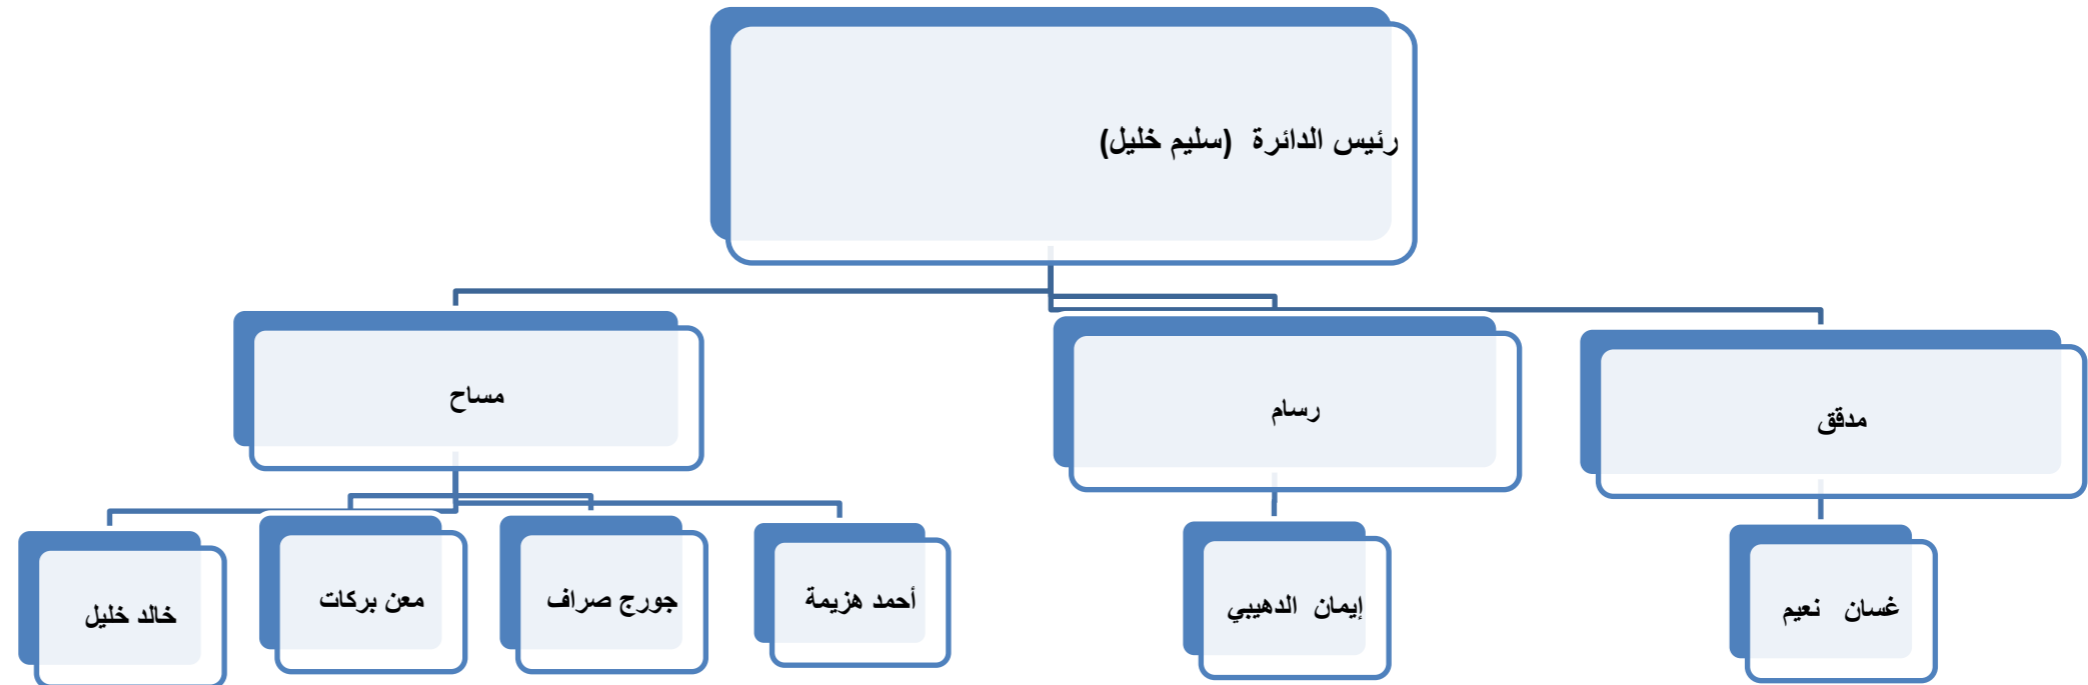 رئيس الدائرة (سليم خليل)
مدقق
رسام
مساح
غسان نعيم
إيمان الدهيبي
أحمد هزيمة
جورج صراف
معن بركات
خالد خليل